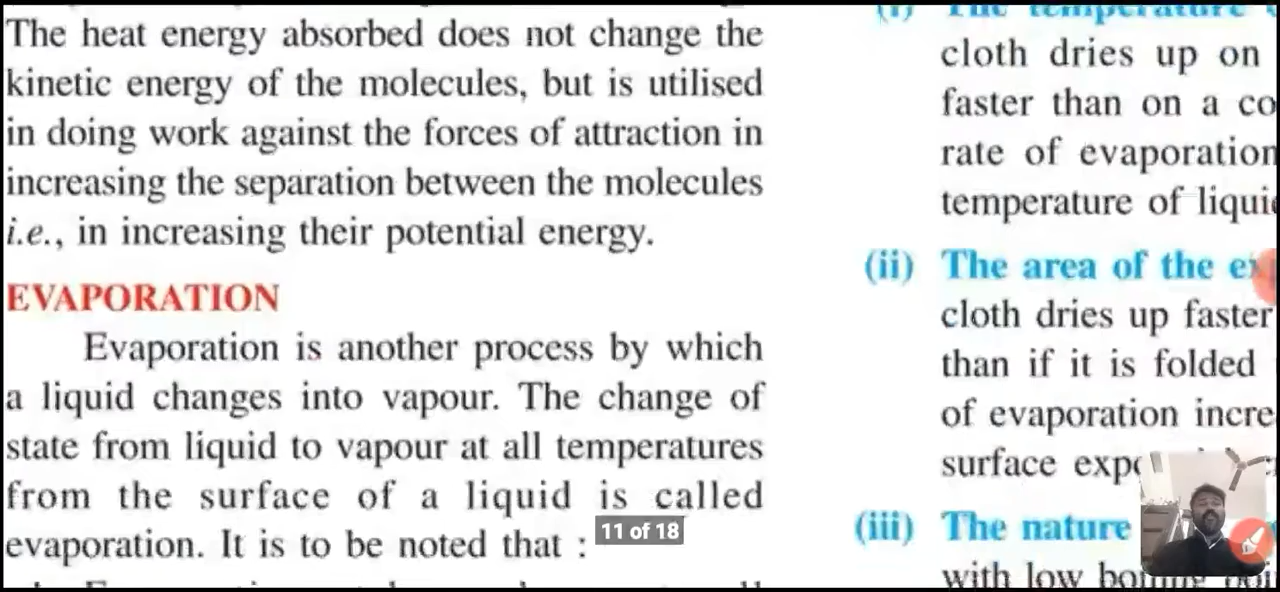 The heat energy absorbed does not change the
kinetic energy of the molecules, but is utilised
in doing work against the forces of attraction in
increasing the separation between the molecules
i.e., in increasing their potential energy.
EVAPORATION
Evaporation is another process by which
a liquid changes into vapour. The change of
state from liquid to vapour at all temperatures
from the surface of a liquid is called
evaporation. It is to be noted that :
11 of 18
(i) The temperature
cloth dries up on
faster than on a
rate of evaporation
temperature of
(ii) The area of the
cloth dries up faster
than if it is folded
of evaporation
surface
(iii) The nature
with low